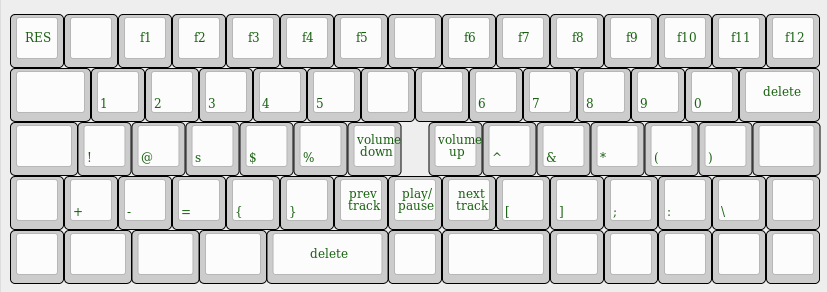 RES f1 f2 f3 f4 f5 f6 f7 f8 f9 f10 f11 f12
1 2 3 4 5 6 7 8 9 0 delete
! @ s $ % volume down volume up ^ & * ( )
+ - = { } prev track play/ pause next track [ ] ; : \
delete